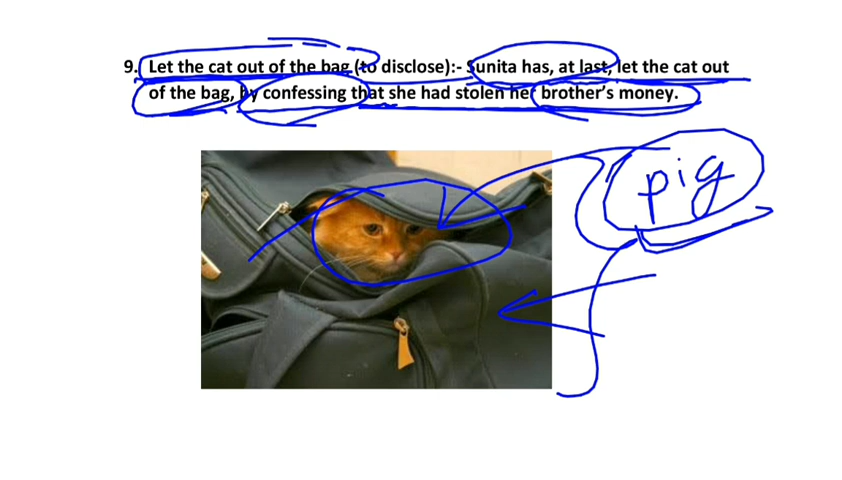 9. Let the cat out of the bag (to disclose):- Sunita has, at last, let the cat out
of the bag, by confessing that she had stolen her brother's money.
pig